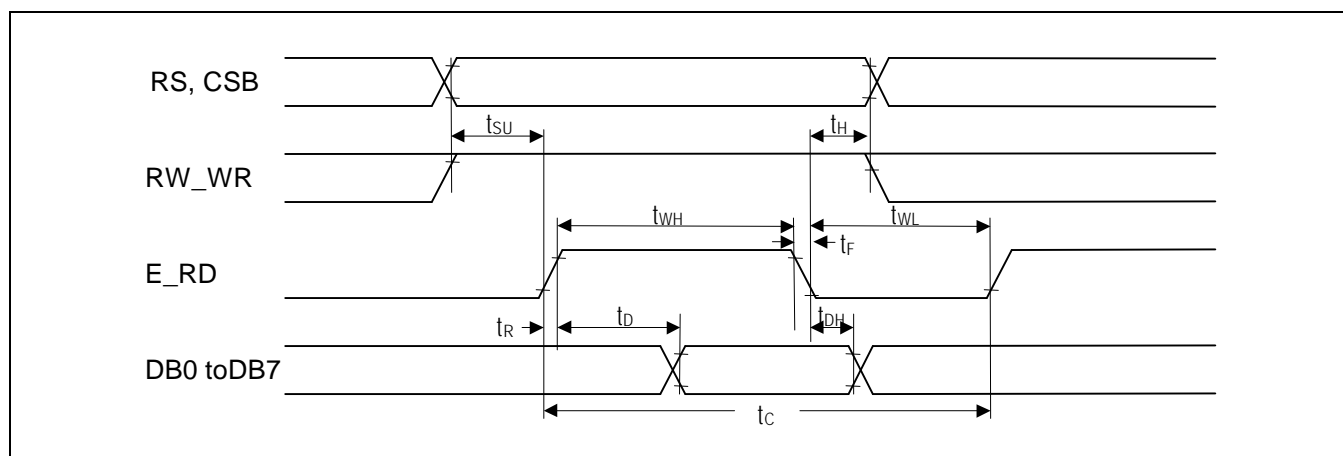 RS, CSB
tSU
tH
RW_WR
tWH
tWL
tF
E_RD
tR
tD
tDH
DB0 toDB7
tC